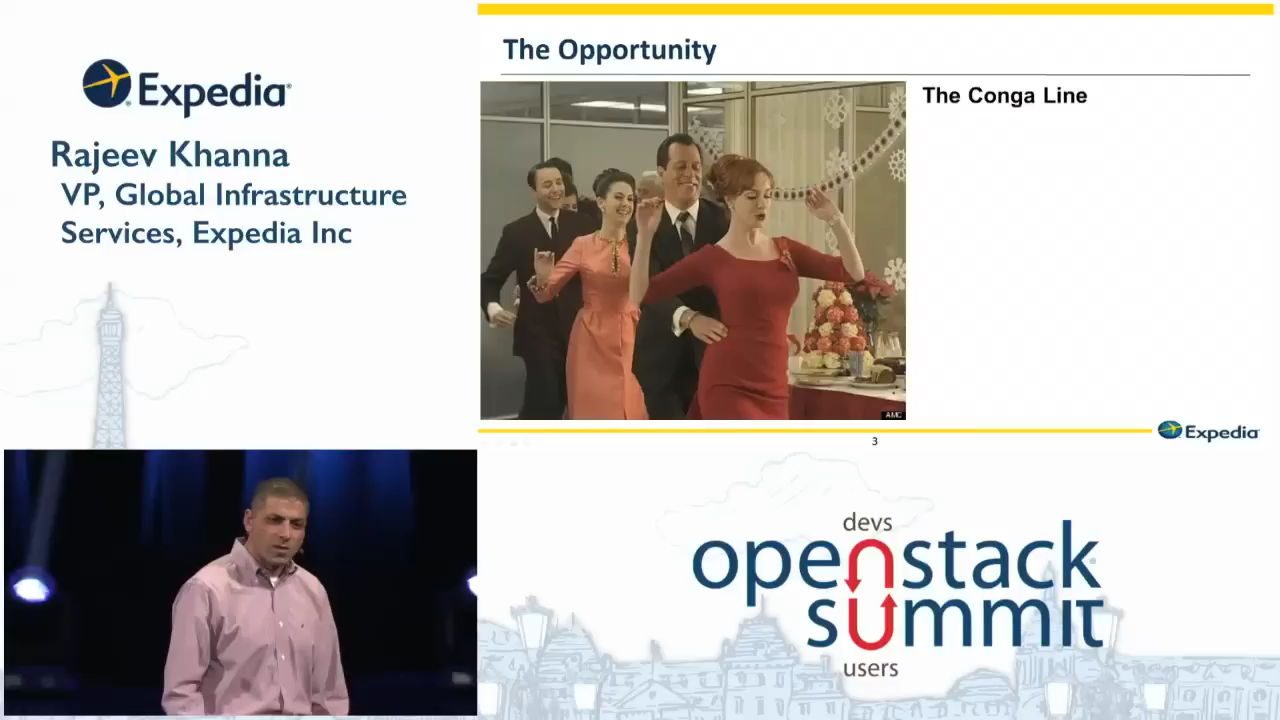 Expedia
Rajeev Khanna
VP, Global Infrastructure
Services, Expedia Inc
The Opportunity
The Conga Line
AMC
Expedia
3
devs
openstack
summit
users